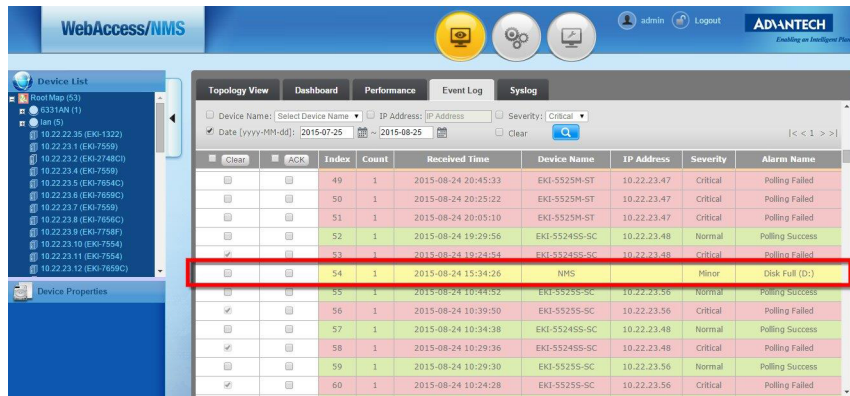 WebAccess/NMS
admin Logout
ADVANTECH
Enabling an Intelligent Plan
Device List
Root Map (53)
6331AN (1)
Ian (5)
10.22.22.35 (EKI-1322)
10.22.23.1 (EKI-7559)
10.22.23.2 (EKI-2748CI)
10.22.23.4 (EKI-7559)
10.22.23.5 (EKI-7654C)
10.22.23.6 (EKI-7659C)
10.22.23.7 (EKI-7559)
10.22.23.8 (EKI-7656C)
10.22.23.9 (EKI-7758F)
10.22.23.10 (EKI-7554)
10.22.23.11 (EKI-7554)
10.22.23.12 (EKI-7659C)
Device Properties
Topology View Dashboard Performance Event Log Syslog
Device Name: Select Device Name IP Address: IP Address Severity: Critical
Date [yyyy-MM-dd]: 2015-07-25 ~ 2015-08-25 Clear |< < 1 > >|
Clear ACK Index Count Received Time Device Name IP Address Severity Alarm Name
49 1 2015-08-24 20:45:33 EKI-5525M-ST 10.22.23.47 Critical Polling Failed
50 1 2015-08-24 20:25:22 EKI-5525M-ST 10.22.23.47 Critical Polling Failed
51 1 2015-08-24 20:05:10 EKI-5525M-ST 10.22.23.47 Critical Polling Failed
52 1 2015-08-24 19:29:56 EKI-5524SS-SC 10.22.23.48 Normal Polling Success
53 1 2015-08-24 19:24:54 EKI-5524SS-SC 10.22.23.48 Critical Polling Failed
54 1 2015-08-24 15:34:26 NMS Minor Disk Full (D:)
55 1 2015-08-24 10:44:52 EKI-5525S-SC 10.22.23.56 Normal Polling Success
56 1 2015-08-24 10:39:50 EKI-5525S-SC 10.22.23.56 Critical Polling Failed
57 1 2015-08-24 10:34:38 EKI-5524SS-SC 10.22.23.48 Normal Polling Success
58 1 2015-08-24 10:29:36 EKI-5524SS-SC 10.22.23.48 Critical Polling Failed
59 1 2015-08-24 10:29:30 EKI-5525S-SC 10.22.23.56 Normal Polling Success
60 1 2015-08-24 10:24:28 EKI-5525S-SC 10.22.23.56 Critical Polling Failed